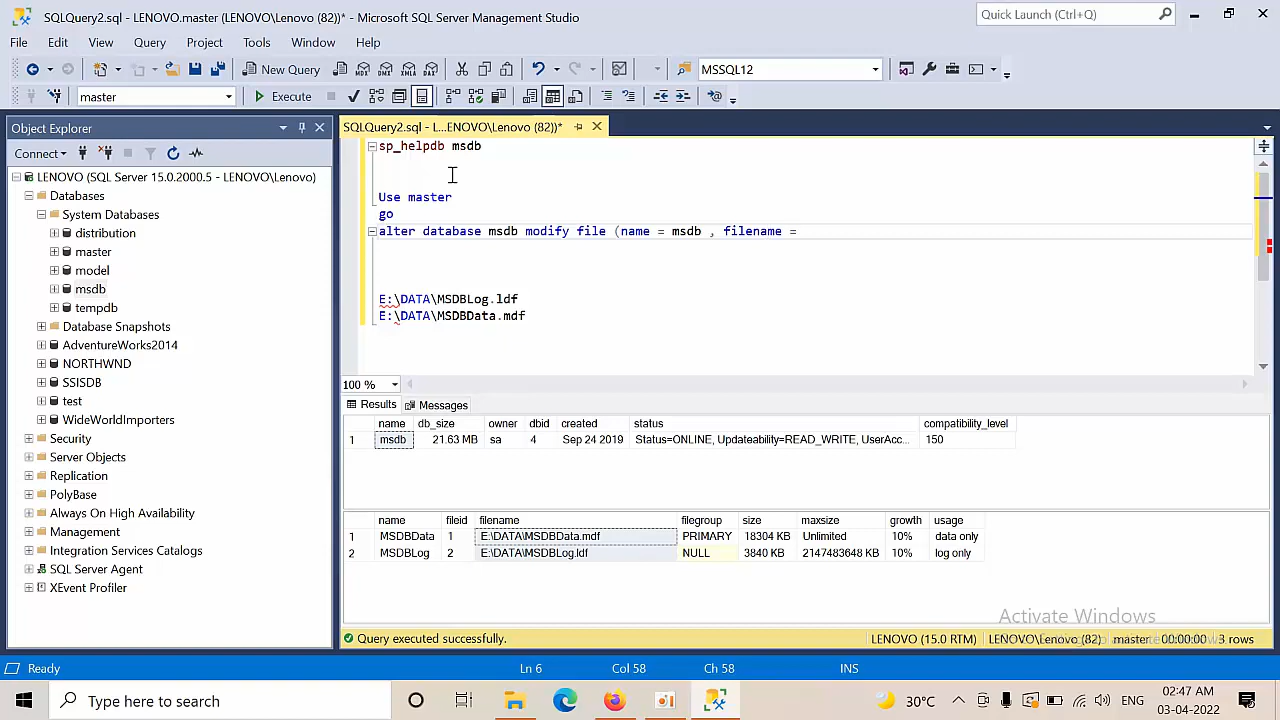 SQLQuery2.sql - LENOVO.master (LENOVO\Lenovo (82))* - Microsoft SQL Server Management Studio
Quick Launch (Ctrl+Q)
File Edit View Query Project Tools Window Help
New Query
MSSQL12
master
Execute
Object Explorer
SQLQuery2.sql - L...ENOVO\Lenovo (82))*
Connect
LENOVO (SQL Server 15.0.2000.5 - LENOVO\Lenovo)
Databases
System Databases
distribution
master
model
msdb
tempdb
Database Snapshots
AdventureWorks2014
NORTHWND
SSISDB
test
WideWorldImporters
Security
Server Objects
Replication
PolyBase
Always On High Availability
Management
Integration Services Catalogs
SQL Server Agent
XEvent Profiler
sp_helpdb msdb
Use master
go
alter database msdb modify file (name = msdb , filename =
E:\DATA\MSDBLog.ldf
E:\DATA\MSDBData.mdf
100 %
Results Messages
name db_size owner dbid created status compatibility_level
1 msdb 21.63 MB sa 4 Sep 24 2019 Status=ONLINE, Updateability=READ_WRITE, UserAcc... 150
name fileid filename filegroup size maxsize growth usage
1 MSDBData 1 E:\DATA\MSDBData.mdf PRIMARY 18304 KB Unlimited 10% data only
2 MSDBLog 2 E:\DATA\MSDBLog.ldf NULL 3840 KB 2147483648 KB 10% log only
Activate Windows
Query executed successfully.
LENOVO (15.0 RTM) LENOVO\Lenovo (82) master 00:00:00 3 rows
Ready Ln 6 Col 58 Ch 58 INS
Type here to search
30°C
ENG
02:47 AM
03-04-2022